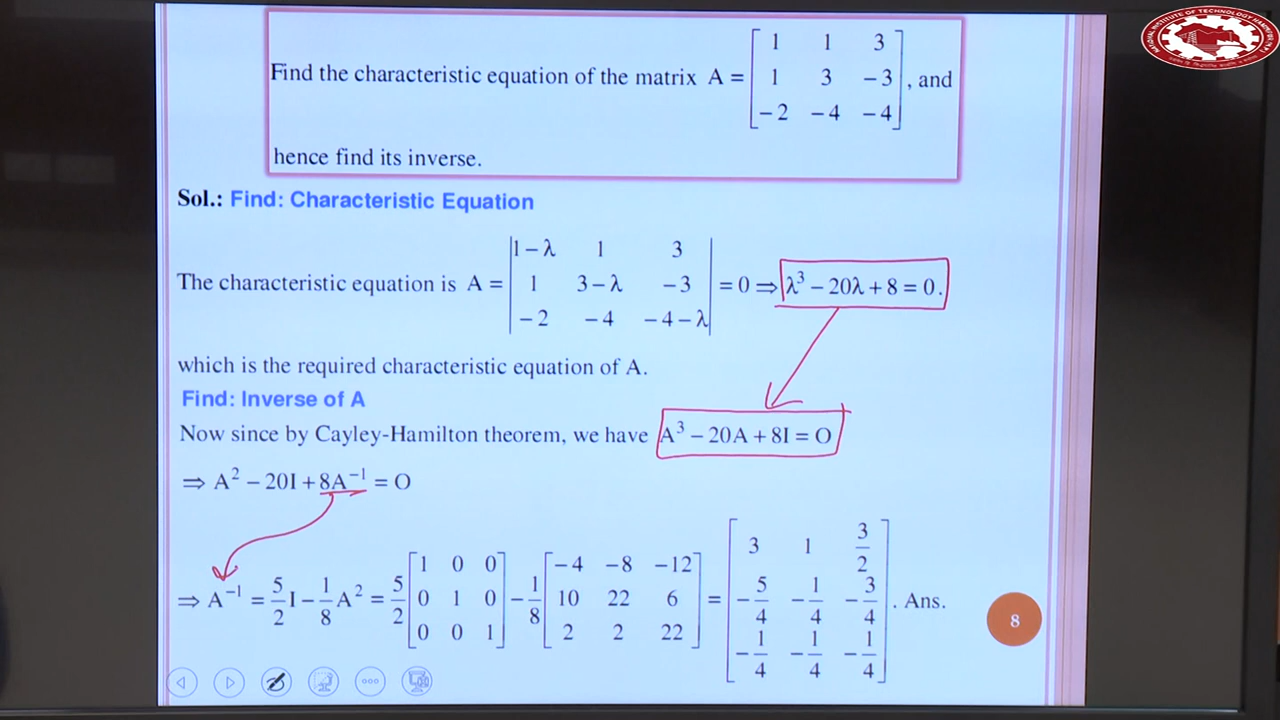 NATIONAL INSTITUTE OF TECHNOLOGY HAMIRPUR
Find the characteristic equation of the matrix A = [ 1 1 3 ; 1 3 −3 ; −2 −4 −4 ] , and
hence find its inverse.
Sol.: Find: Characteristic Equation
The characteristic equation is A = | 1−λ 1 3 ; 1 3−λ −3 ; −2 −4 −4−λ | = 0 ⇒ λ³ − 20λ + 8 = 0.
which is the required characteristic equation of A.
Find: Inverse of A
Now since by Cayley-Hamilton theorem, we have A³ − 20A + 8I = O
⇒ A² − 20I + 8A⁻¹ = O
⇒ A⁻¹ = 5/2 I − 1/8 A² = 5/2 [ 1 0 0 ; 0 1 0 ; 0 0 1 ] − 1/8 [ −4 −8 −12 ; 10 22 6 ; 2 2 22 ] = [ 3 1 3/2 ; −5/4 −1/4 −3/4 ; −1/4 −1/4 −1/4 ] . Ans.
8